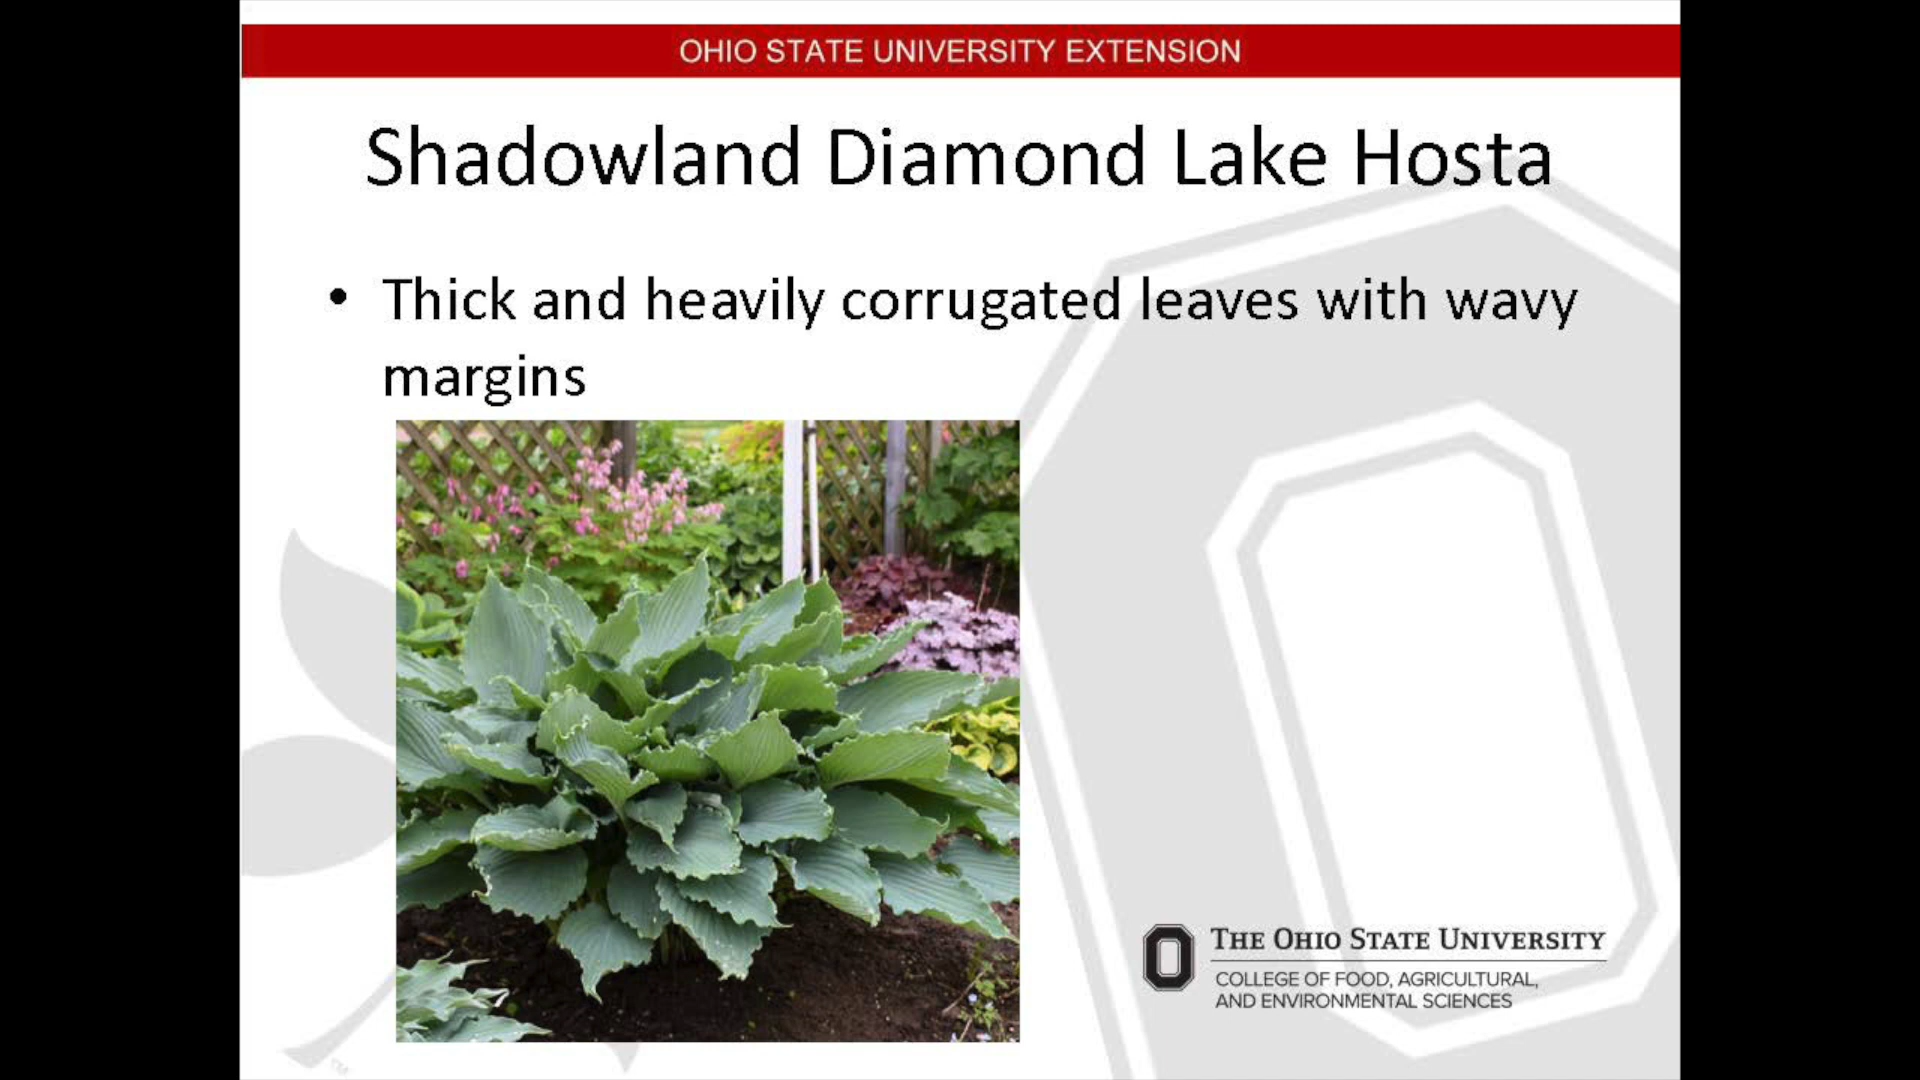 OHIO STATE UNIVERSITY EXTENSION
Shadowland Diamond Lake Hosta
• Thick and heavily corrugated leaves with wavy
margins
THE OHIO STATE UNIVERSITY
COLLEGE OF FOOD, AGRICULTURAL,
AND ENVIRONMENTAL SCIENCES
TM